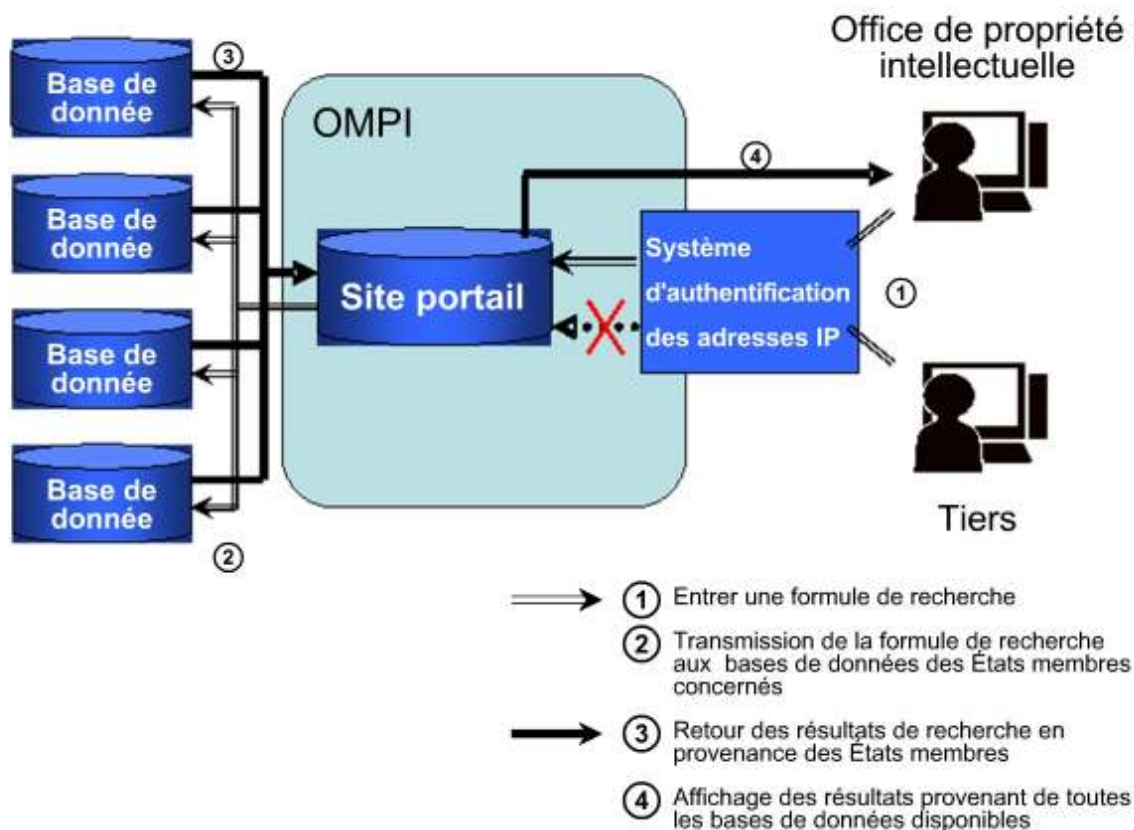 Office de propriété
intellectuelle
③
Base de
donnée
OMPI
④
Base de
donnée
Système
d'authentification
des adresses IP
Site portail
①
Base de
donnée
Base de
donnée
②
Tiers
① Entrer une formule de recherche
② Transmission de la formule de recherche
aux bases de données des États membres
concernés
③ Retour des résultats de recherche en
provenance des États membres
④ Affichage des résultats provenant de toutes
les bases de données disponibles